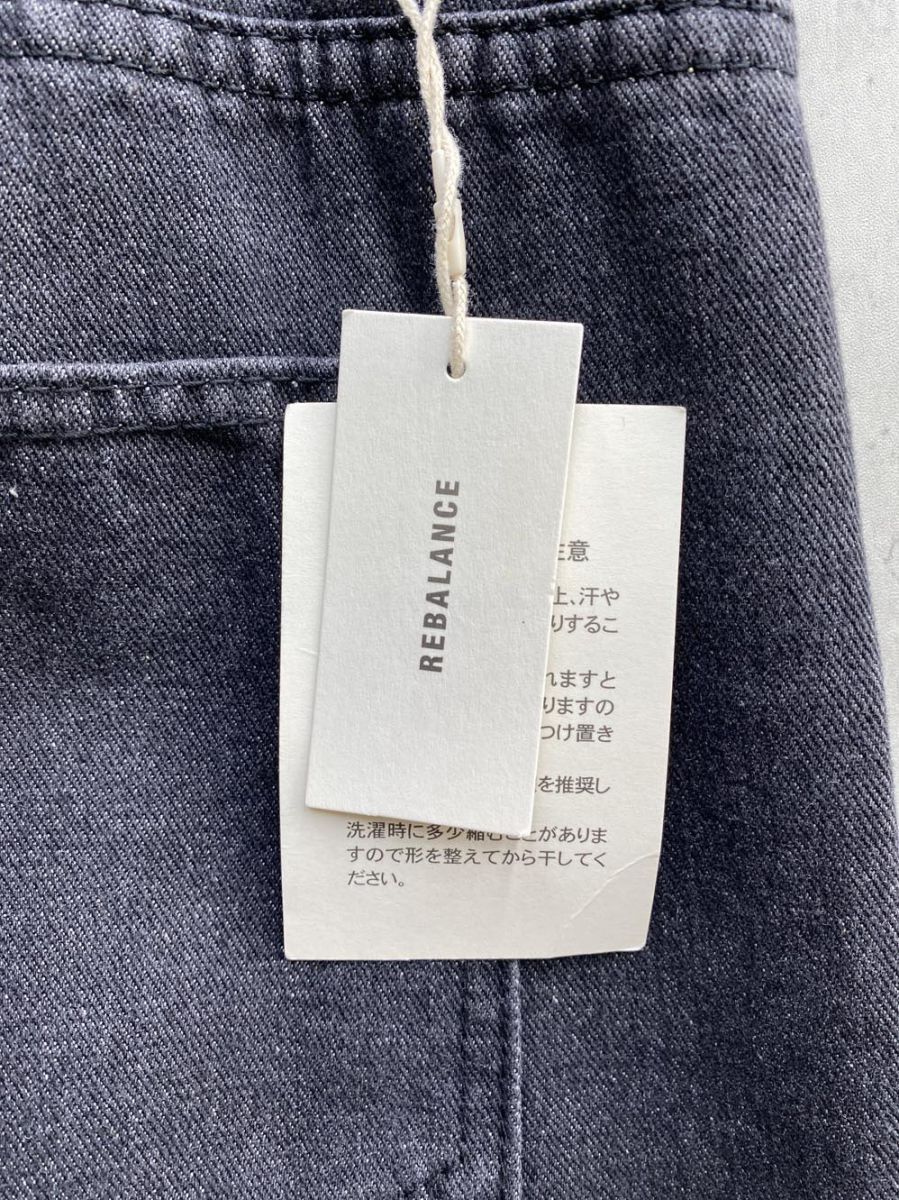 REBALANCE
意
上、汗や
りするこ
れますと
りますの
つけ置き
を推奨し
洗濯時に多少縮むことがありま
すので形を整えてから干してく
ださい。